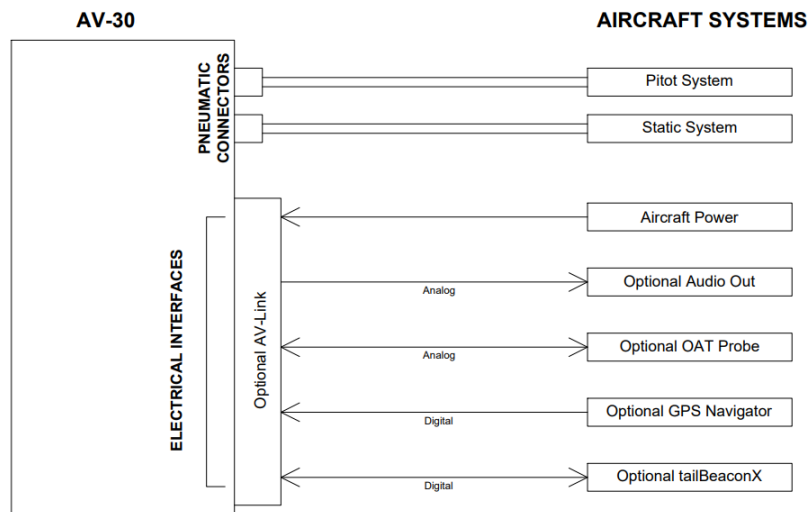 AV-30
AIRCRAFT SYSTEMS
PNEUMATIC
CONNECTORS
Pitot System
Static System
ELECTRICAL INTERFACES
Optional AV-Link
Aircraft Power
Analog
Optional Audio Out
Analog
Optional OAT Probe
Digital
Optional GPS Navigator
Digital
Optional tailBeaconX